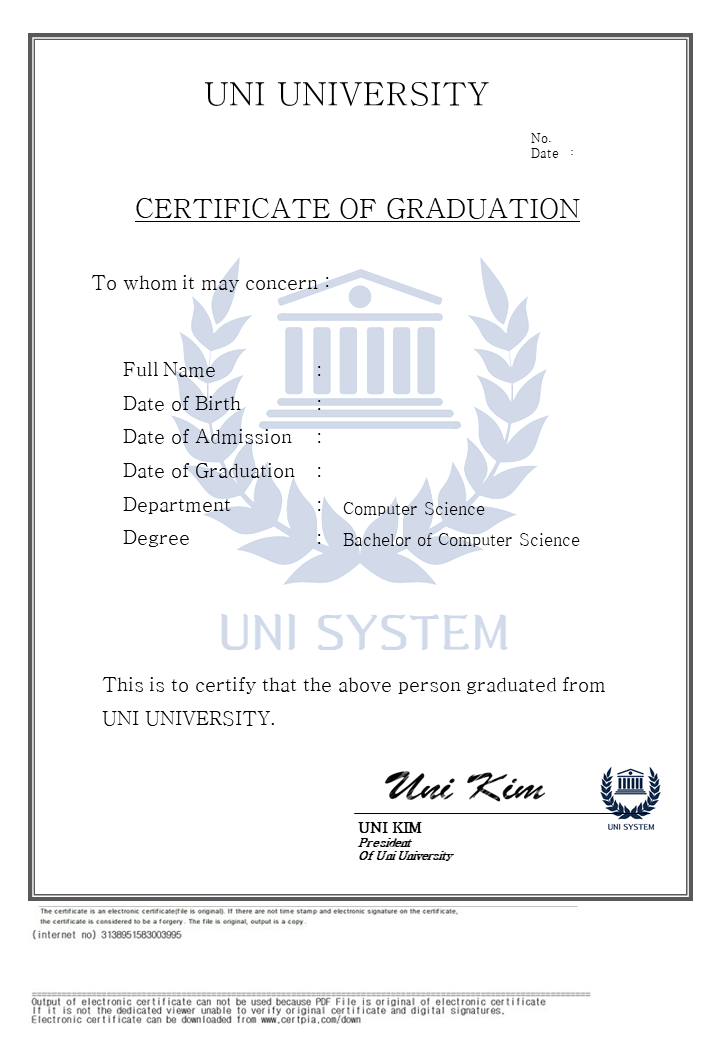 UNI UNIVERSITY
No.
Date :
CERTIFICATE OF GRADUATION
To whom it may concern :
Full Name :
Date of Birth :
Date of Admission :
Date of Graduation :
Department : Computer Science
Degree : Bachelor of Computer Science
UNI SYSTEM
This is to certify that the above person graduated from
UNI UNIVERSITY.
Uni Kim
UNI SYSTEM
UNI KIM
President
Of Uni University
The certificate is an electronic certificate(file is original). If there are not time stamp and electronic signature on the certificate,
the certificate is considered to be a forgery. The file is original, output is a copy.
(internet no) 3138951583003995
Output of electronic certificate can not be used because PDF File is original of electronic certificate
If it is not the dedicated viewer unable to verify original certificate and digital signatures.
Electronic certificate can be downloaded from www.certpia.com/down